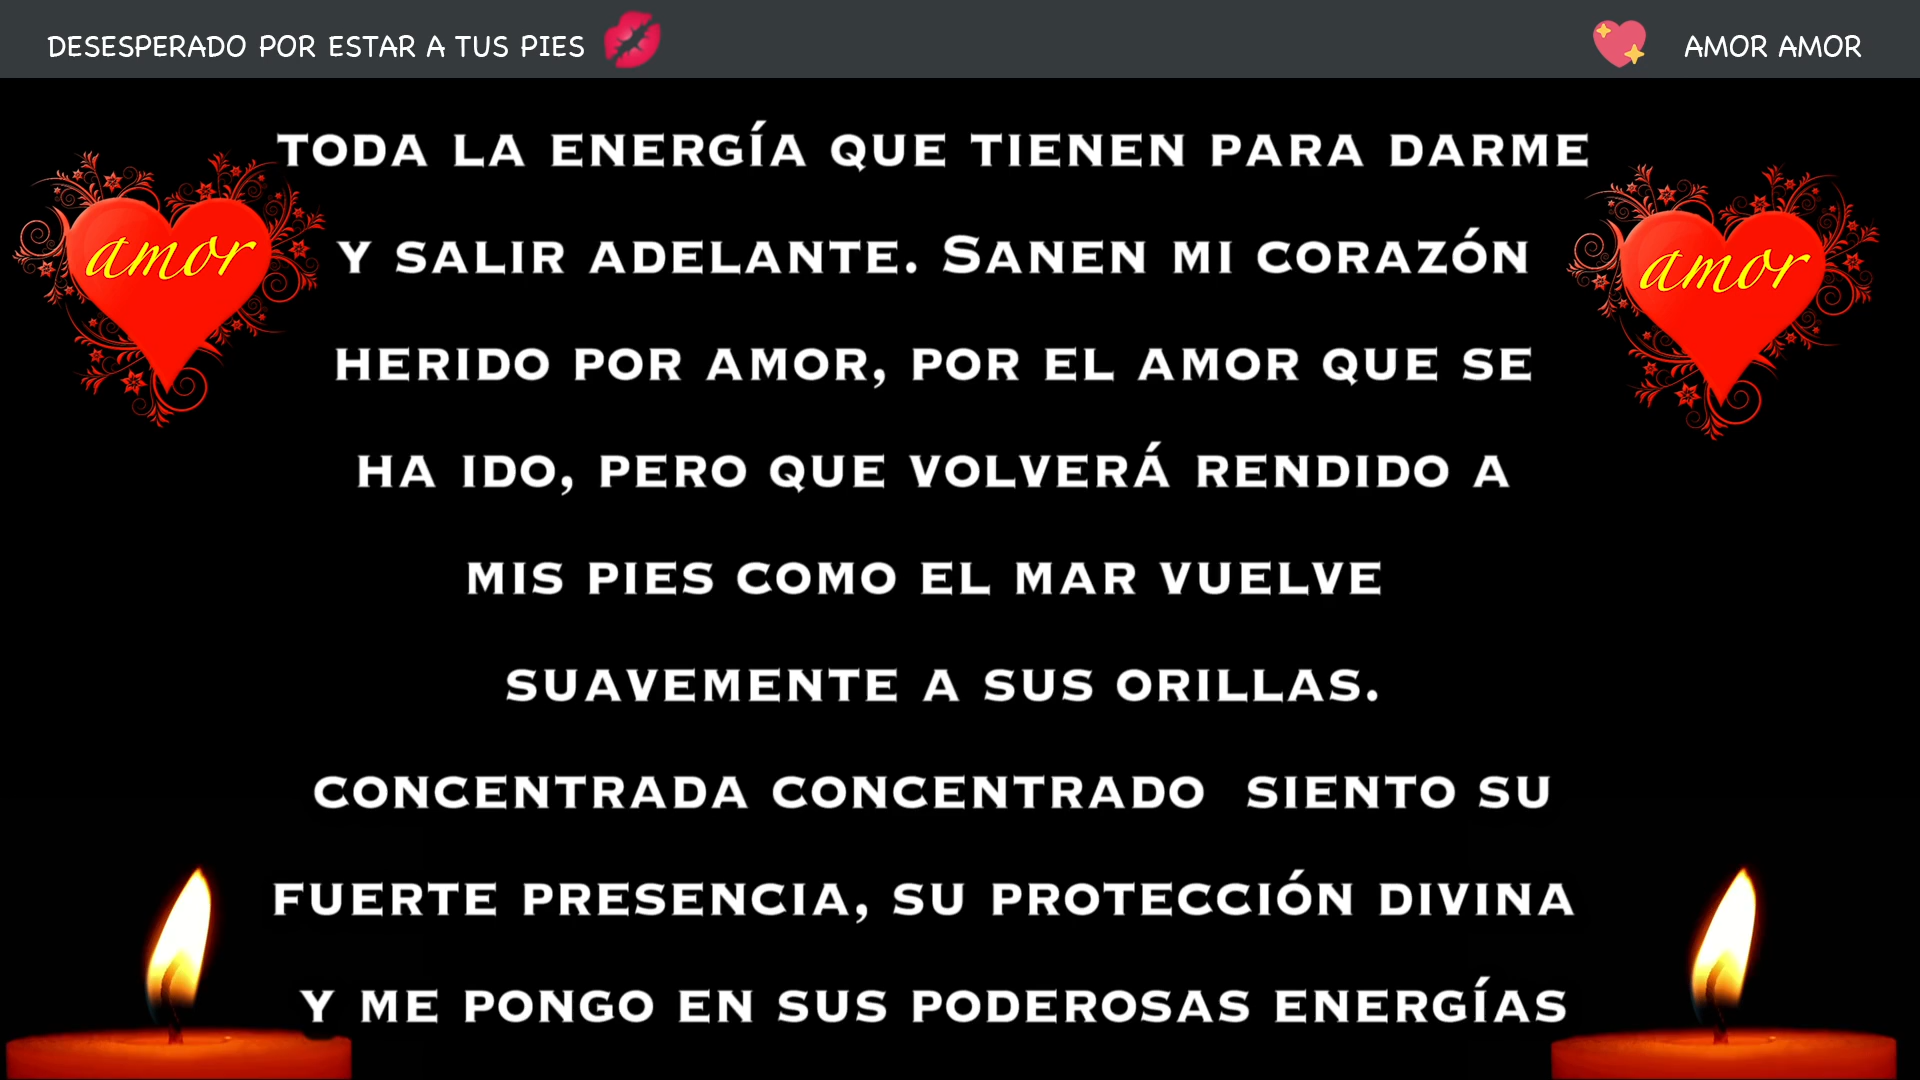 DESESPERADO POR ESTAR A TUS PIES
AMOR AMOR
TODA LA ENERGÍA QUE TIENEN PARA DARME
Y SALIR ADELANTE. SANEN MI CORAZÓN
HERIDO POR AMOR, POR EL AMOR QUE SE
HA IDO, PERO QUE VOLVERÁ RENDIDO A
MIS PIES COMO EL MAR VUELVE
SUAVEMENTE A SUS ORILLAS.
CONCENTRADA CONCENTRADO SIENTO SU
FUERTE PRESENCIA, SU PROTECCIÓN DIVINA
Y ME PONGO EN SUS PODEROSAS ENERGÍAS
amor
amor